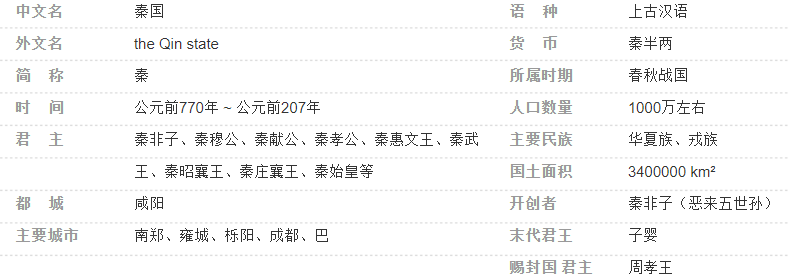 中文名 秦国
外文名 the Qin state
简 称 秦
时 间 公元前770年 ~ 公元前207年
君 主 秦非子、秦穆公、秦献公、秦孝公、秦惠文王、秦武
王、秦昭襄王、秦庄襄王、秦始皇等
都 城 咸阳
主要城市 南郑、雍城、栎阳、成都、巴
语 种 上古汉语
货 币 秦半两
所属时期 春秋战国
人口数量 1000万左右
主要民族 华夏族、戎族
国土面积 3400000 km²
开创者 秦非子（恶来五世孙）
末代君王 子婴
赐封国 君主 周孝王